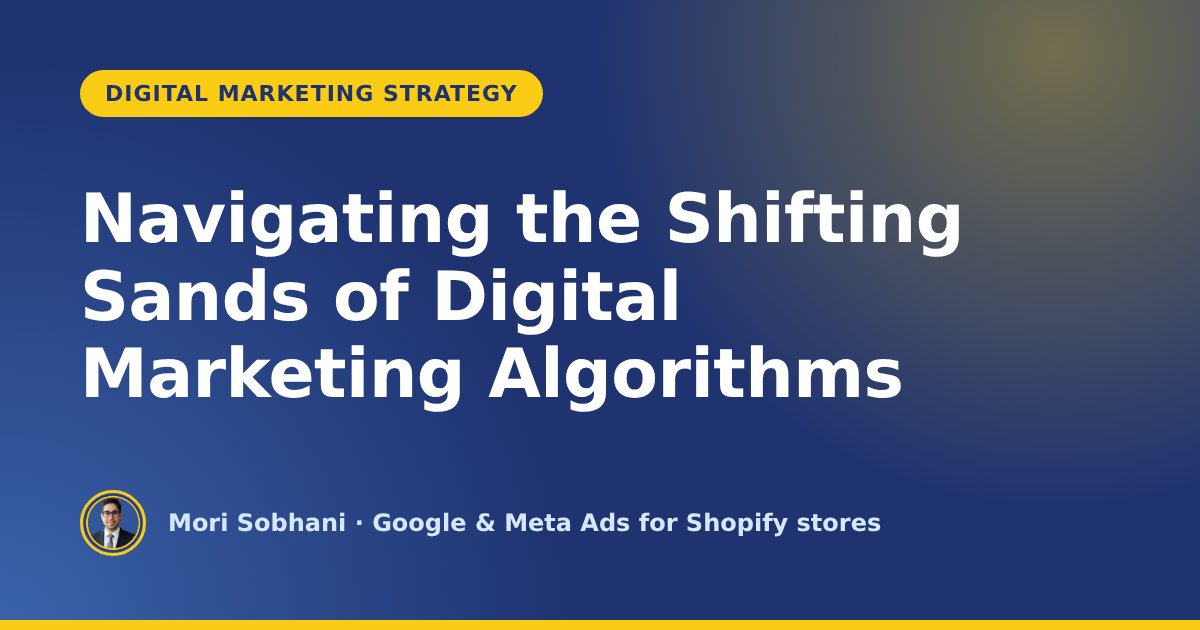 DIGITAL MARKETING STRATEGY
Navigating the Shifting
Sands of Digital
Marketing Algorithms
Mori Sobhani · Google & Meta Ads for Shopify stores